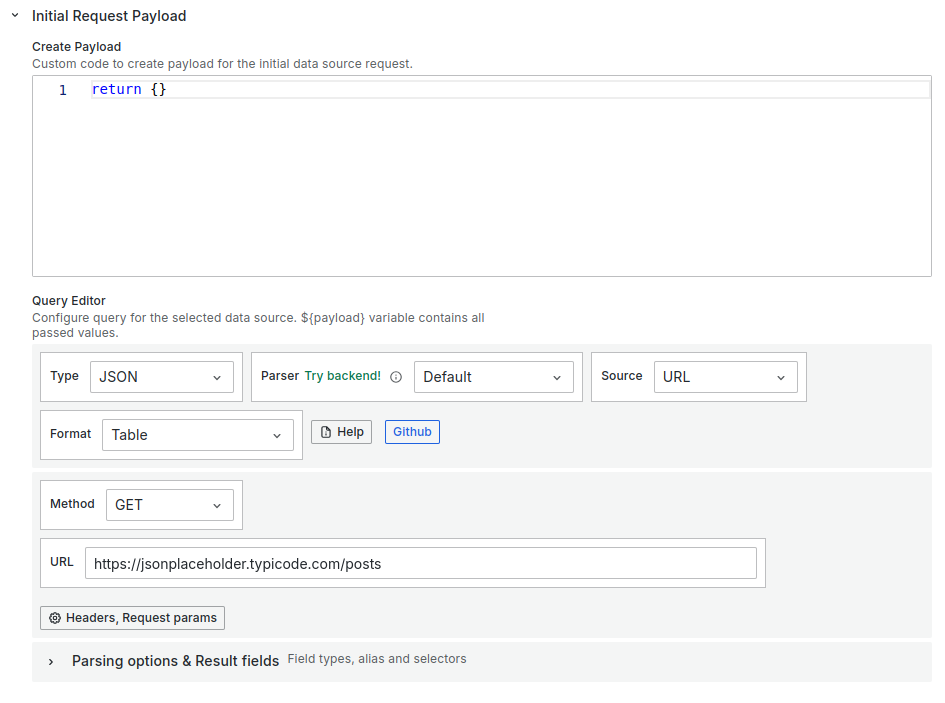 Initial Request Payload
Create Payload
Custom code to create payload for the initial data source request.
1 return {}
Query Editor
Configure query for the selected data source. ${payload} variable contains all
passed values.
Type JSON Parser Try backend! Default Source URL
Format Table Help Github
Method GET
URL https://jsonplaceholder.typicode.com/posts
Headers, Request params
Parsing options & Result fields Field types, alias and selectors